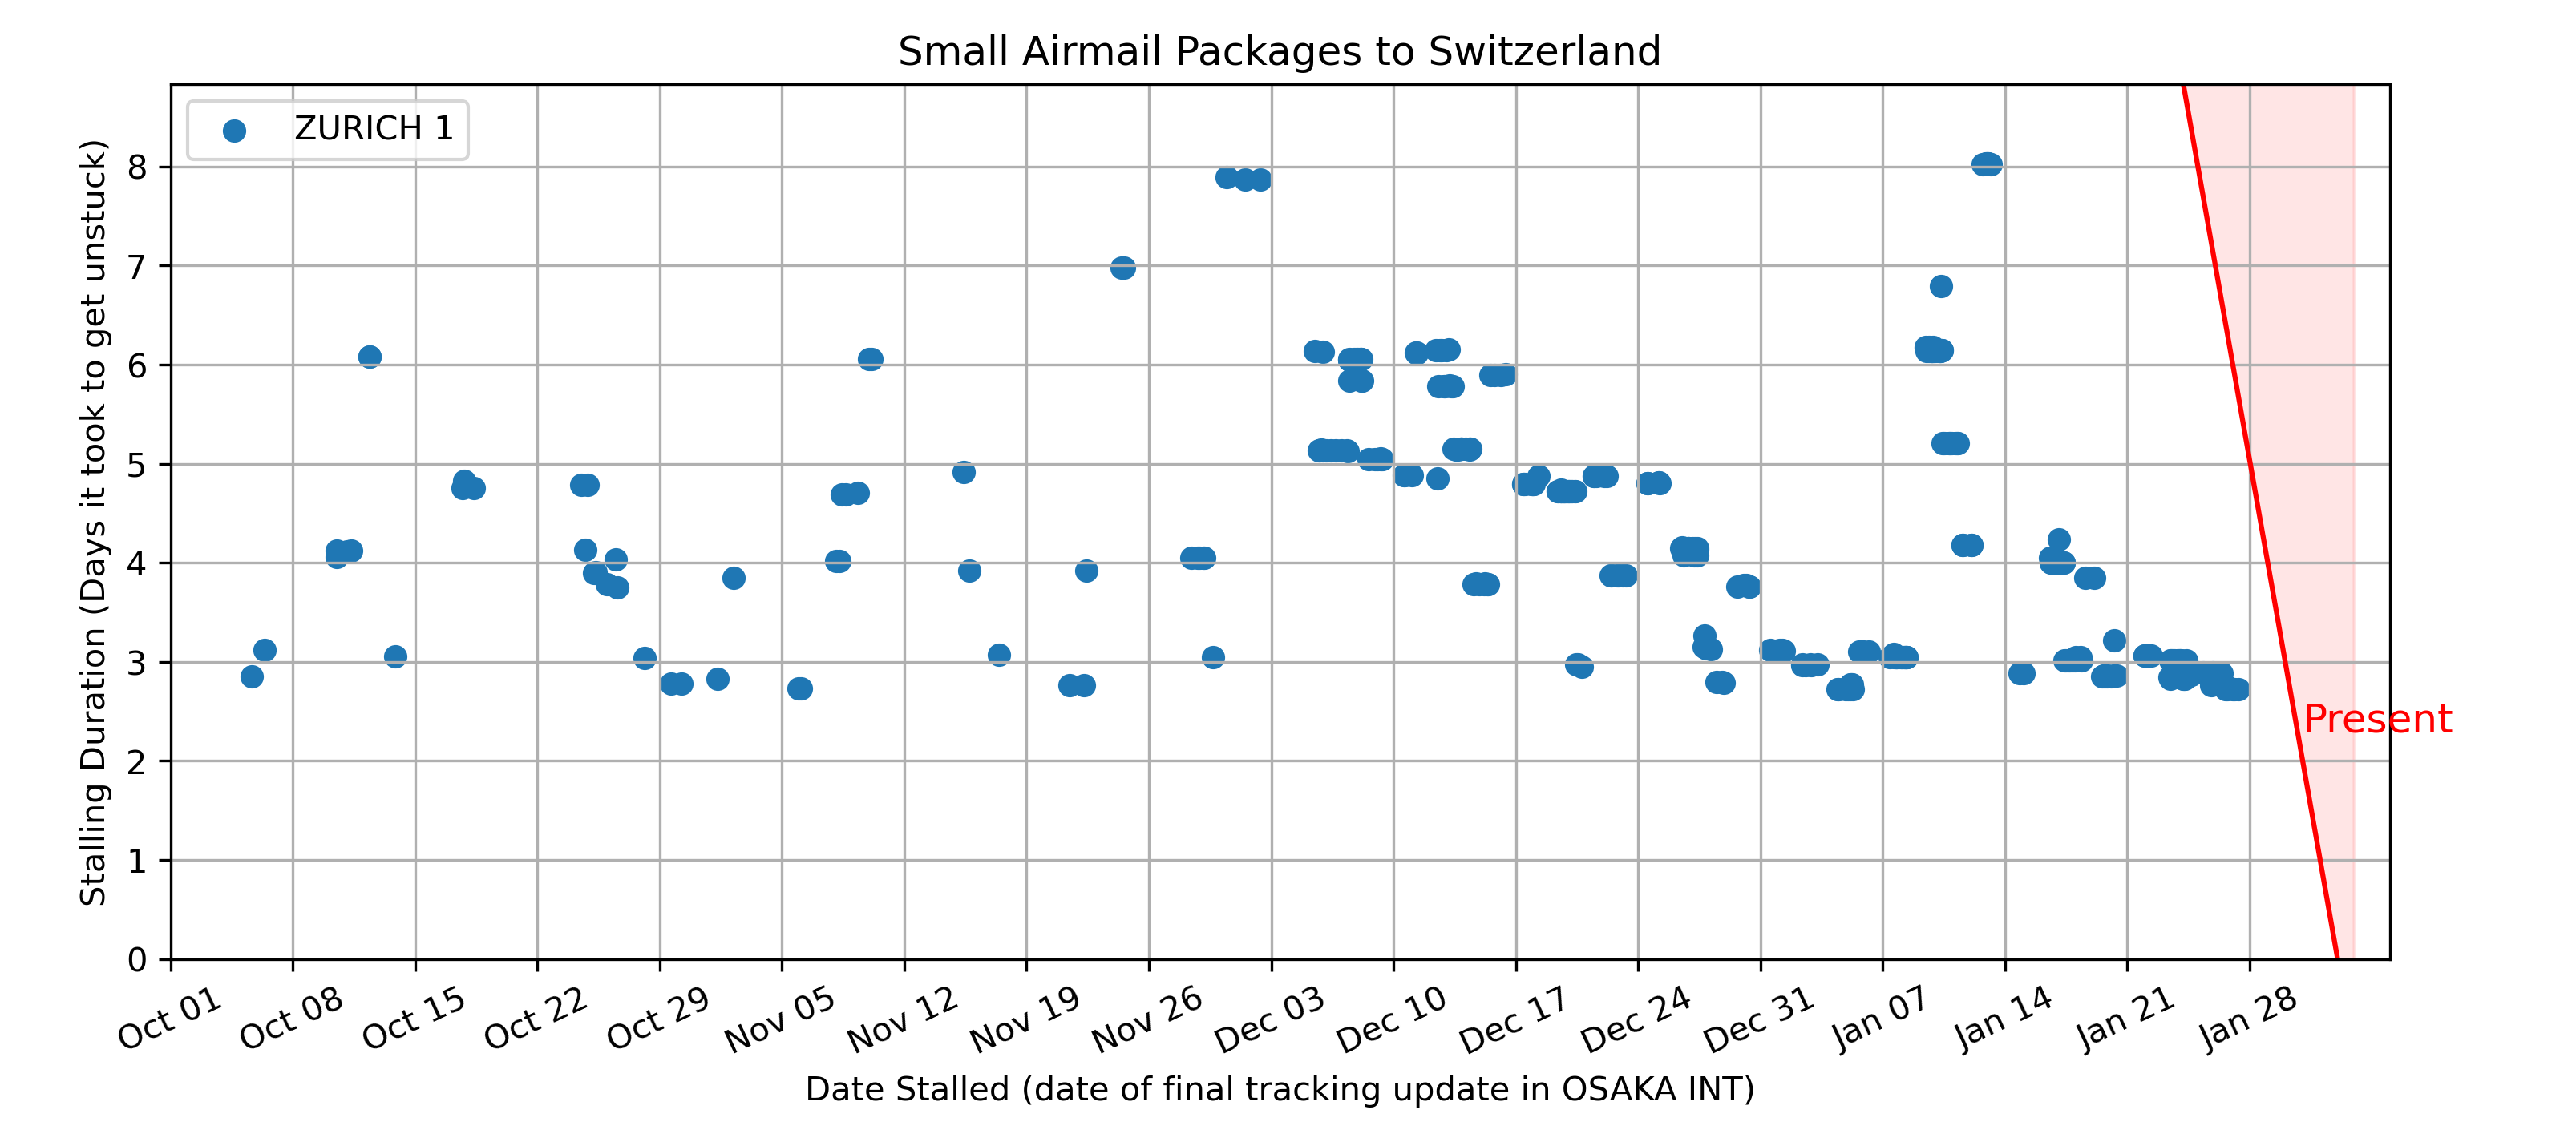 Small Airmail Packages to Switzerland
ZURICH 1
Stalling Duration (Days it took to get unstuck)
8
7
6
5
4
3
2
1
0
Present
Oct 01 Oct 08 Oct 15 Oct 22 Oct 29 Nov 05 Nov 12 Nov 19 Nov 26 Dec 03 Dec 10 Dec 17 Dec 24 Dec 31 Jan 07 Jan 14 Jan 21 Jan 28
Date Stalled (date of final tracking update in OSAKA INT)